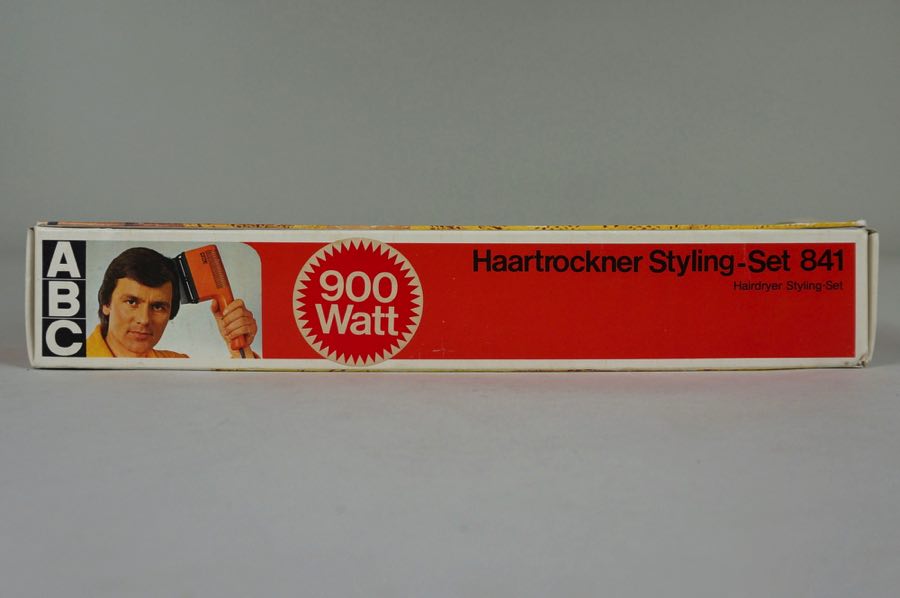 A
B
C
900
Watt
Haartrockner Styling-Set 841
Hairdryer Styling-Set